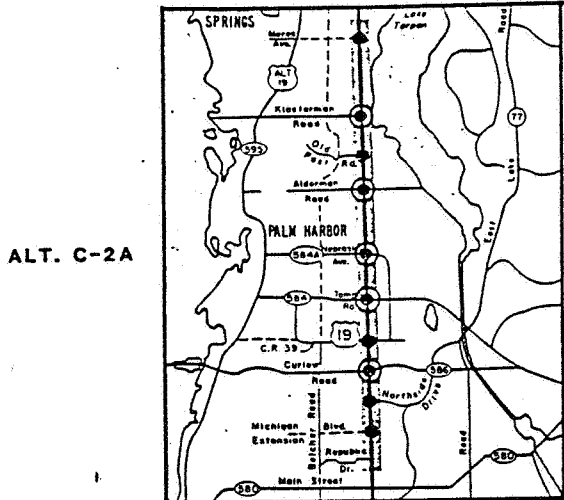 SPRINGS
Lake
Tarpon
Road
Meres
Ave.
ALT
19
77
Klosterman
Road
595
Old
Post
Rd.
Lake
Alderman
Road
East
PALM HARBOR
ALT. C-2A
584A
Nebraska
Ave.
584
Tampa
Rd
19
C.R. 39
Curlew
Road
586
Northside
Drive
Belcher Road
Michigan Blvd.
Extension
Road
Republic
Dr.
580
Main Street
580